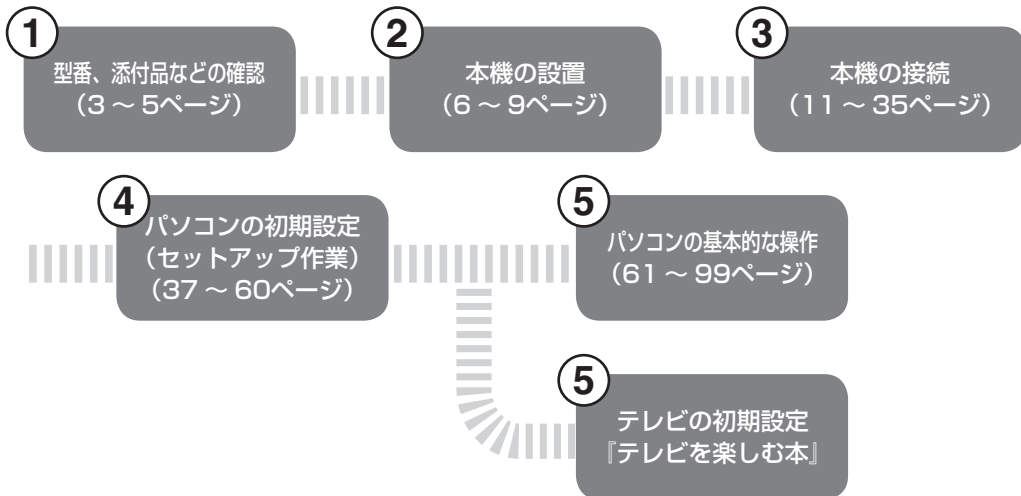 1
型番、添付品などの確認
（3 ～ 5ページ）
2
本機の設置
（6 ～ 9ページ）
3
本機の接続
（11 ～ 35ページ）
4
パソコンの初期設定
（セットアップ作業）
（37 ～ 60ページ）
5
パソコンの基本的な操作
（61 ～ 99ページ）
5
テレビの初期設定
『テレビを楽しむ本』